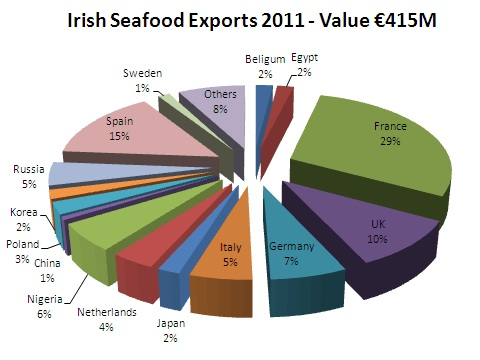 Irish Seafood Exports 2011 - Value €415M
Beligum
2%
Egypt
2%
France
29%
UK
10%
Germany
7%
Italy
5%
Japan
2%
Netherlands
4%
Nigeria
6%
China
1%
Poland
3%
Korea
2%
Russia
5%
Spain
15%
Sweden
1%
Others
8%